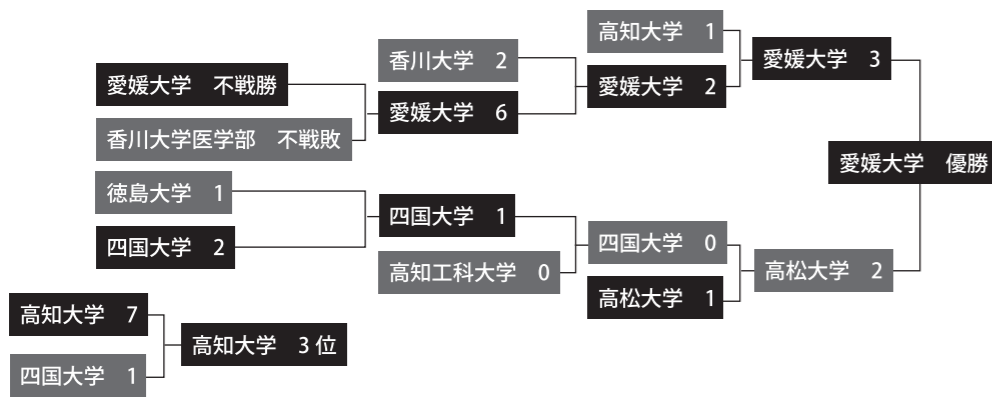 高知大学 1
香川大学 2
愛媛大学 3
愛媛大学 不戦勝
愛媛大学 2
愛媛大学 6
香川大学医学部 不戦敗
愛媛大学 優勝
徳島大学 1
四国大学 1
四国大学 2
四国大学 0
高知工科大学 0
高松大学 2
高松大学 1
高知大学 7
高知大学 3位
四国大学 1